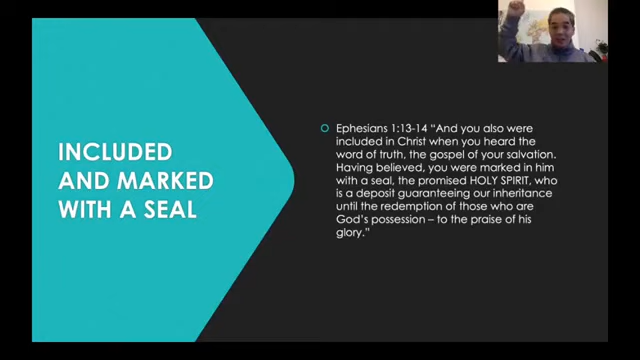 INCLUDED
AND MARKED
WITH A SEAL
Ephesians 1:13-14 “And you also were
included in Christ when you heard the
word of truth, the gospel of your salvation.
Having believed, you were marked in him
with a seal, the promised HOLY SPIRIT, who
is a deposit guaranteeing our inheritance
until the redemption of those who are
God’s possession – to the praise of his
glory.”